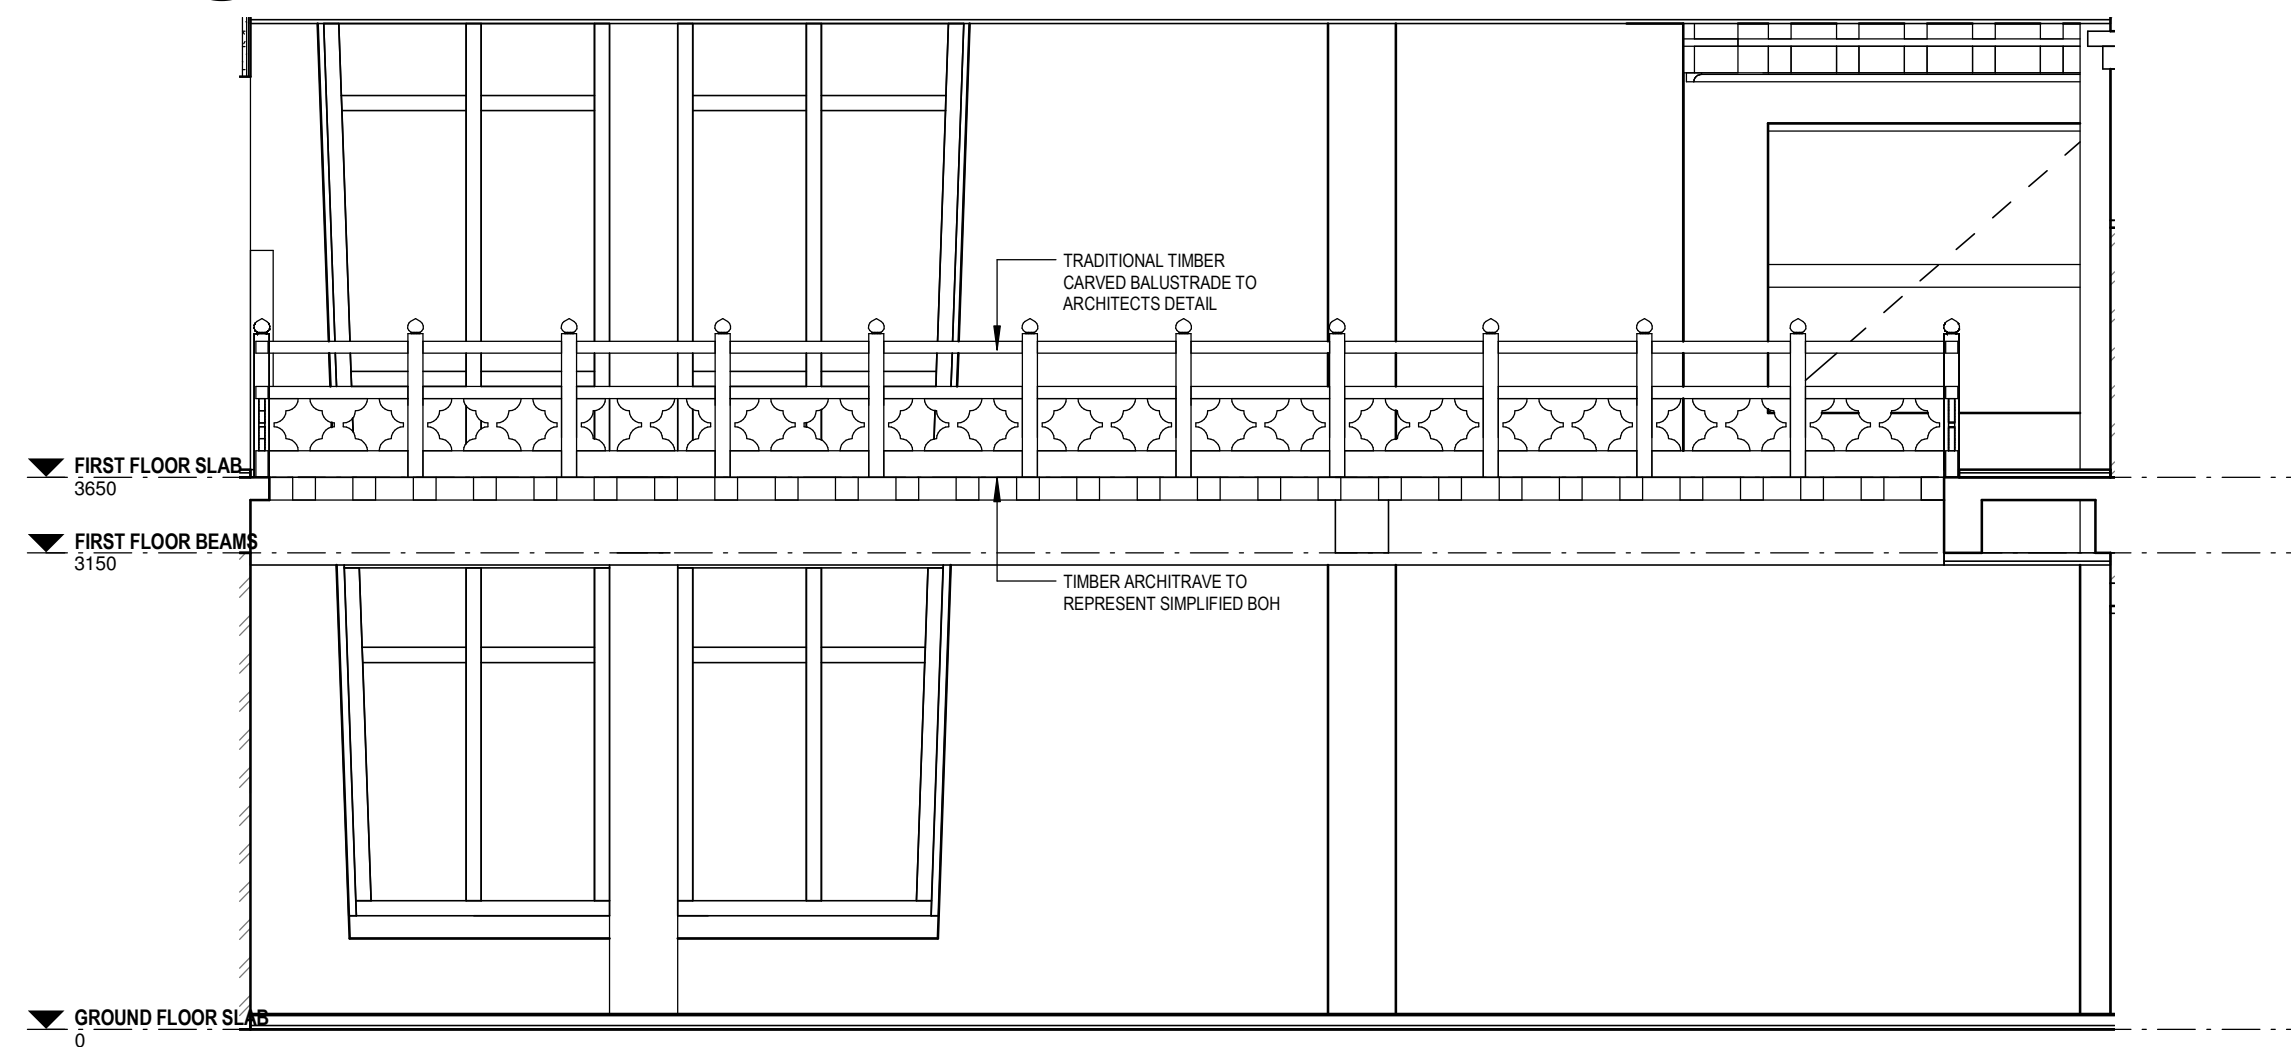 TRADITIONAL TIMBER
CARVED BALUSTRADE TO
ARCHITECTS DETAIL
FIRST FLOOR SLAB
3650
FIRST FLOOR BEAMS
3150
TIMBER ARCHITRAVE TO
REPRESENT SIMPLIFIED BOH
GROUND FLOOR SLAB
0